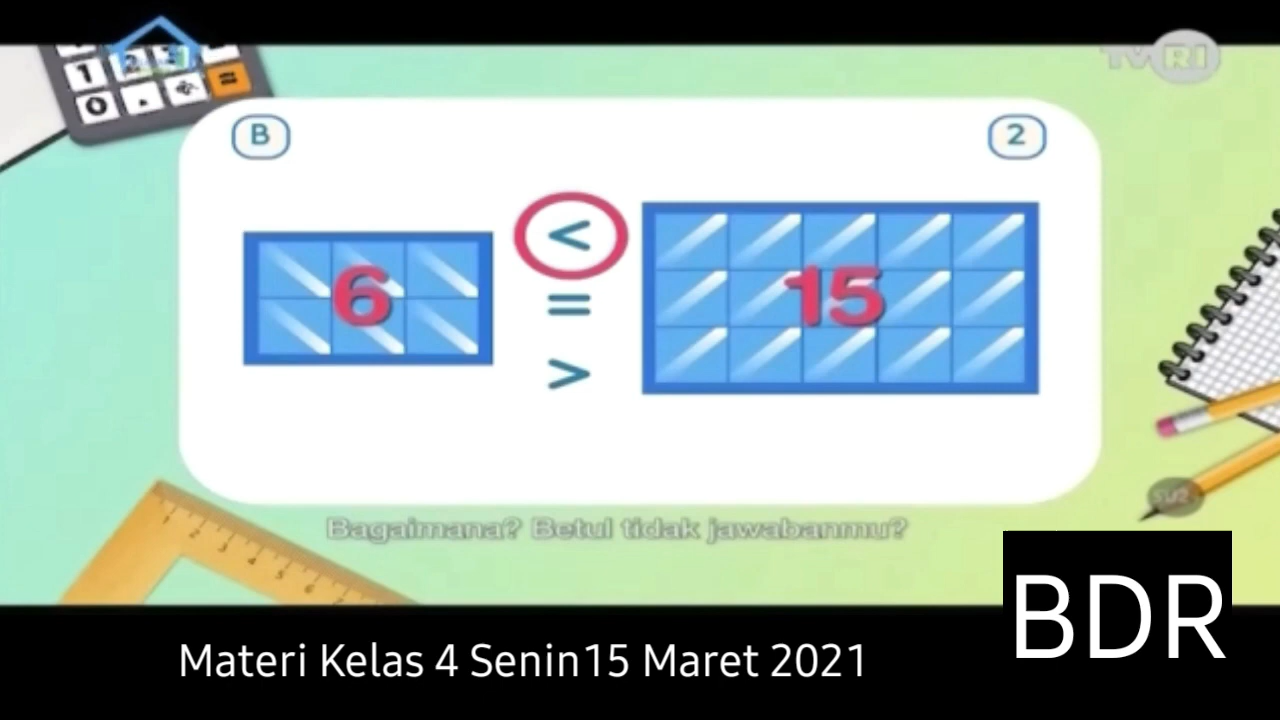 TVRI
B
2
<
=
>
6
15
Bagaimana? Betul tidak jawabanmu?
BDR
Materi Kelas 4 Senin15 Maret 2021